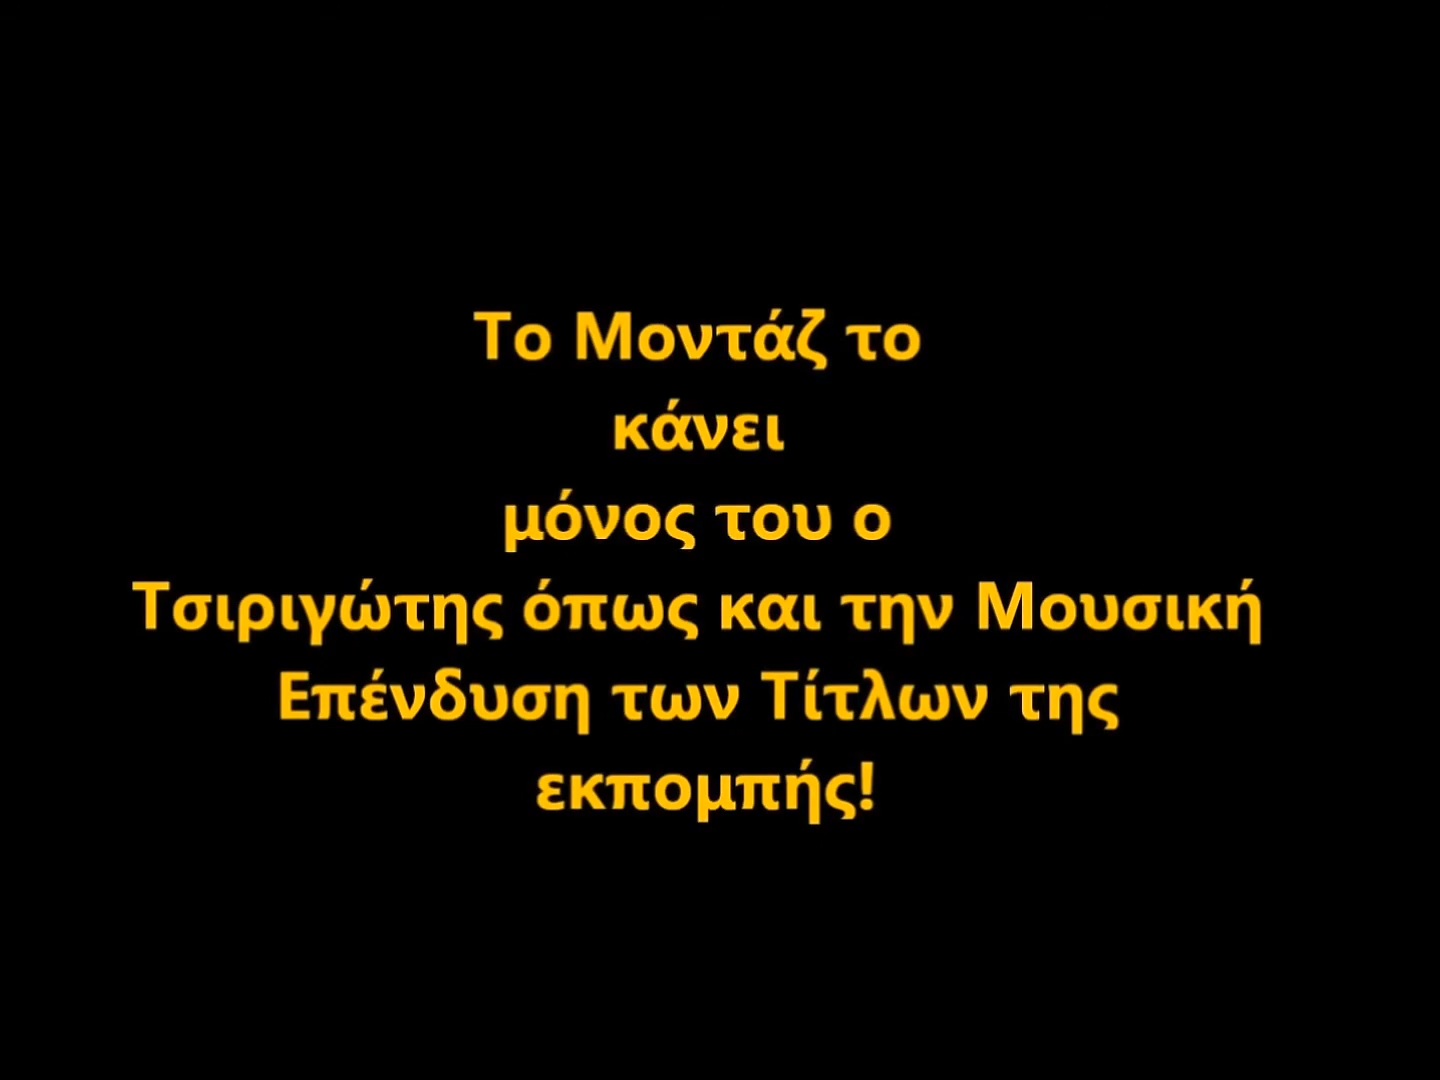 Το Μοντάζ το
κάνει
μόνος του ο
Τσιριγώτης όπως και την Μουσική
Επένδυση των Τίτλων της
εκπομπής!